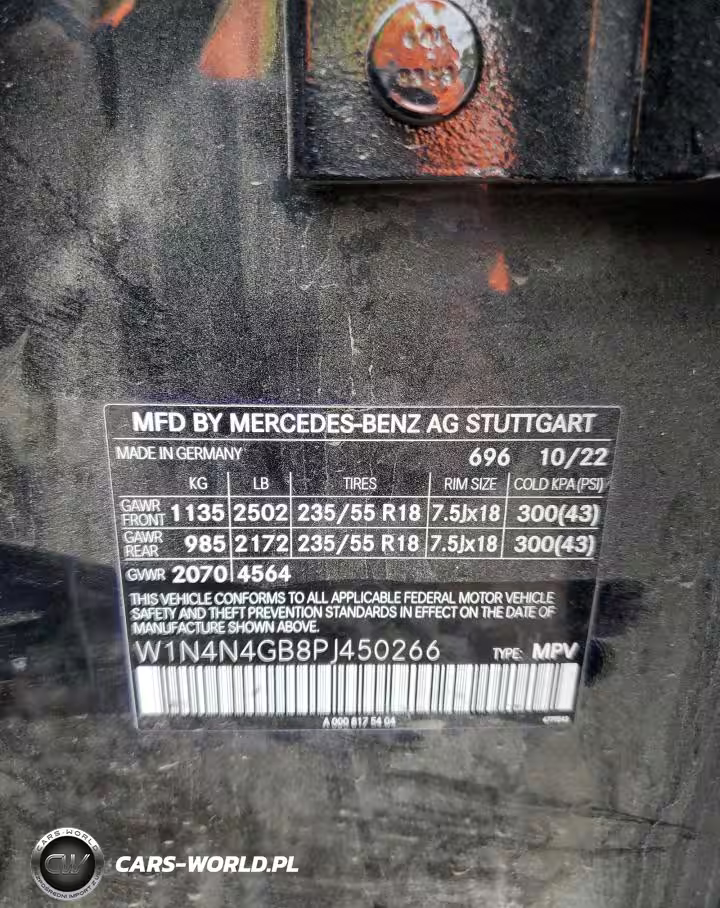 MFD BY MERCEDES-BENZ AG STUTTGART
MADE IN GERMANY 696 10/22
KG LB TIRES RIM SIZE COLD KPA(PSI)
GAWR FRONT 1135 2502 235/55 R18 7.5Jx18 300(43)
GAWR REAR 985 2172 235/55 R18 7.5Jx18 300(43)
GVWR 2070 4564
THIS VEHICLE CONFORMS TO ALL APPLICABLE FEDERAL MOTOR VEHICLE
SAFETY AND THEFT PREVENTION STANDARDS IN EFFECT ON THE DATE OF
MANUFACTURE SHOWN ABOVE.
W1N4N4GB8PJ450266 TYPE: MPV
A 000 817 54 04
CARS-WORLD
CW
CARS-WORLD.PL